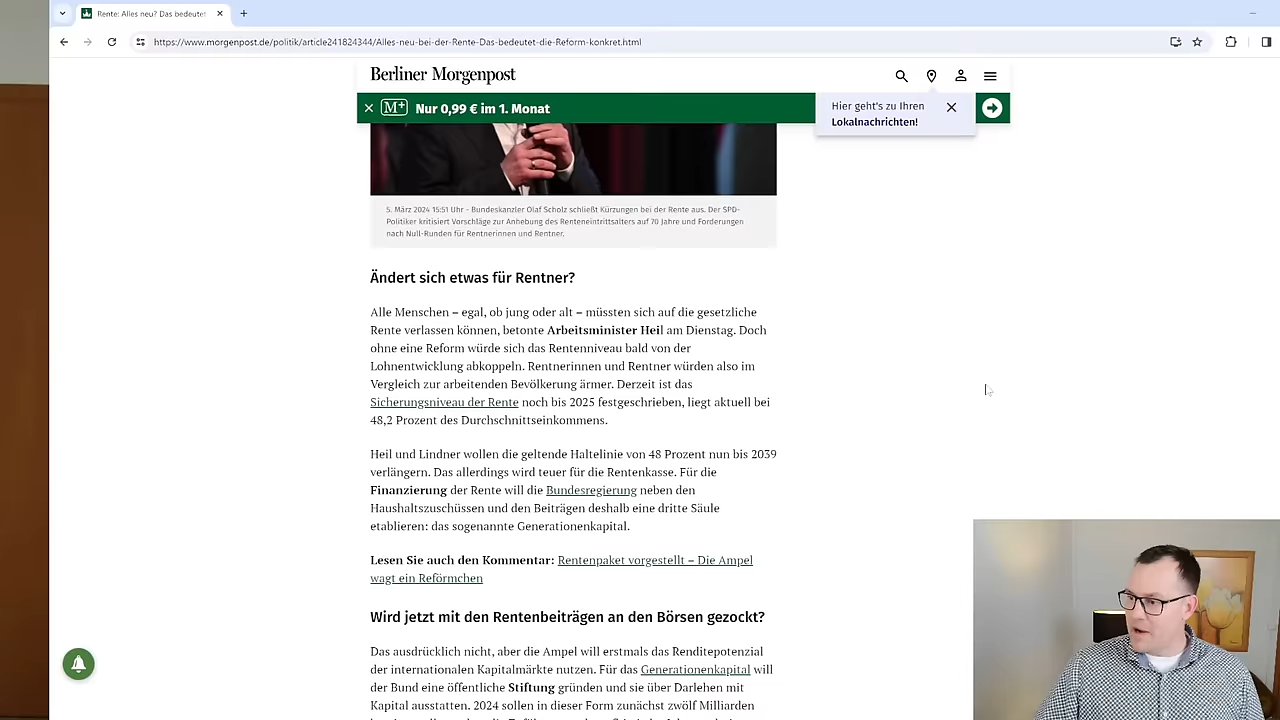 Rente: Alles neu? Das bedeutet
https://www.morgenpost.de/politik/article241824344/Alles-neu-bei-der-Rente-Das-bedeutet-die-Reform-konkret.html
Berliner Morgenpost
M+ Nur 0,99 € im 1. Monat
Hier geht's zu Ihren
Lokalnachrichten!
5. März 2024 15:51 Uhr - Bundeskanzler Olaf Scholz schließt Kürzungen bei der Rente aus. Der SPD-
Politiker kritisiert Vorschläge zur Anhebung des Renteneintrittsalters auf 70 Jahre und Forderungen
nach Null-Runden für Rentnerinnen und Rentner.
Ändert sich etwas für Rentner?
Alle Menschen – egal, ob jung oder alt – müssten sich auf die gesetzliche
Rente verlassen können, betonte Arbeitsminister Heil am Dienstag. Doch
ohne eine Reform würde sich das Rentenniveau bald von der
Lohnentwicklung abkoppeln. Rentnerinnen und Rentner würden also im
Vergleich zur arbeitenden Bevölkerung ärmer. Derzeit ist das
Sicherungsniveau der Rente noch bis 2025 festgeschrieben, liegt aktuell bei
48,2 Prozent des Durchschnittseinkommens.
Heil und Lindner wollen die geltende Haltelinie von 48 Prozent nun bis 2039
verlängern. Das allerdings wird teuer für die Rentenkasse. Für die
Finanzierung der Rente will die Bundesregierung neben den
Haushaltszuschüssen und den Beiträgen deshalb eine dritte Säule
etablieren: das sogenannte Generationenkapital.
Lesen Sie auch den Kommentar: Rentenpaket vorgestellt – Die Ampel
wagt ein Reförmchen
Wird jetzt mit den Rentenbeiträgen an den Börsen gezockt?
Das ausdrücklich nicht, aber die Ampel will erstmals das Renditepotenzial
der internationalen Kapitalmärkte nutzen. Für das Generationenkapital will
der Bund eine öffentliche Stiftung gründen und sie über Darlehen mit
Kapital ausstatten. 2024 sollen in dieser Form zunächst zwölf Milliarden